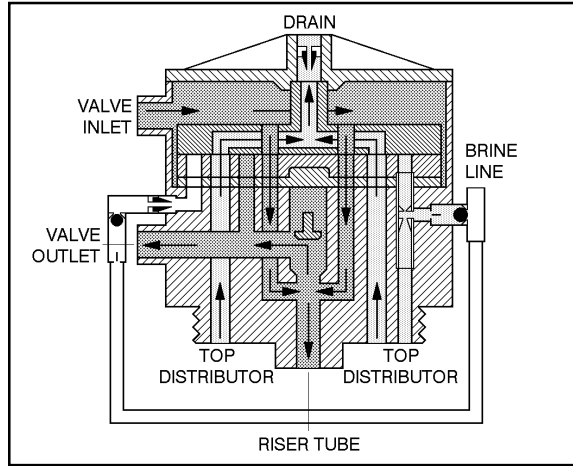 DRAIN
VALVE
INLET
BRINE
LINE
VALVE
OUTLET
TOP
DISTRIBUTOR
TOP
DISTRIBUTOR
RISER TUBE